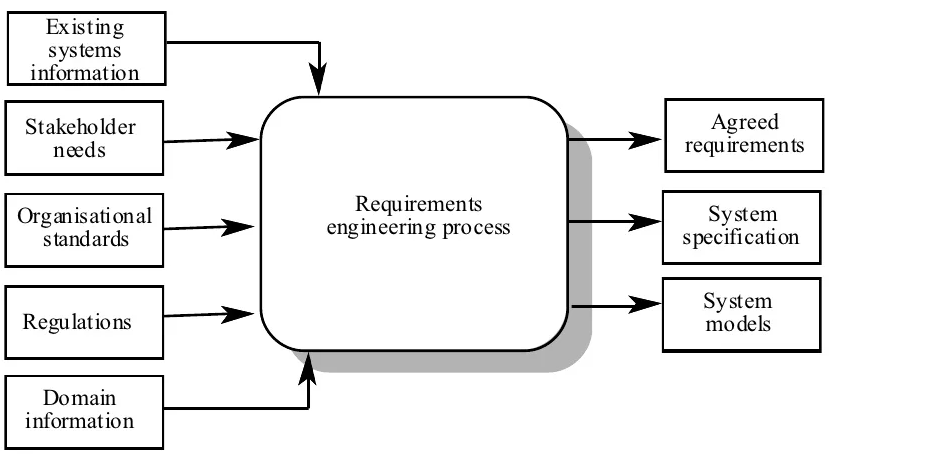 Existing
systems
information
Stakeholder
needs
Organisational
standards
Regulations
Domain
information
Requirements
engineering process
Agreed
requirements
System
specification
System
models